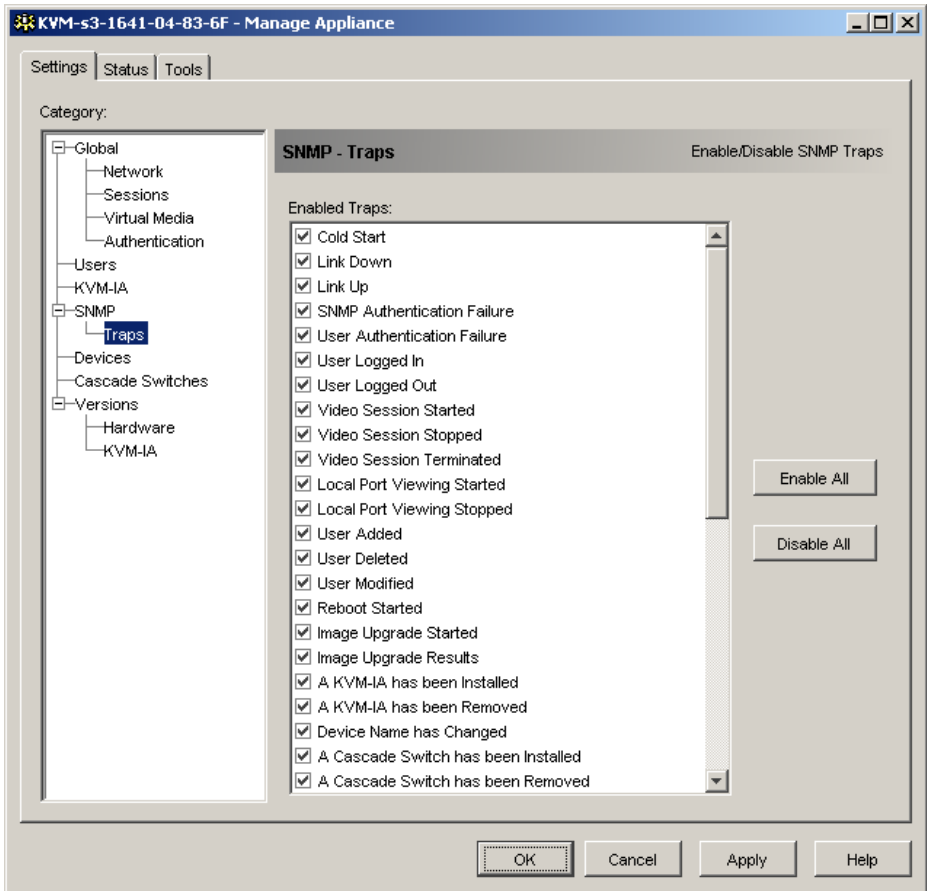 KVM-s3-1641-04-83-6F - Manage Appliance
Settings Status Tools
Category:
Global
Network
Sessions
Virtual Media
Authentication
Users
KVM-IA
SNMP
Traps
Devices
Cascade Switches
Versions
Hardware
KVM-IA
SNMP - Traps Enable/Disable SNMP Traps
Enabled Traps:
Cold Start
Link Down
Link Up
SNMP Authentication Failure
User Authentication Failure
User Logged In
User Logged Out
Video Session Started
Video Session Stopped
Video Session Terminated
Local Port Viewing Started
Local Port Viewing Stopped
User Added
User Deleted
User Modified
Reboot Started
Image Upgrade Started
Image Upgrade Results
A KVM-IA has been Installed
A KVM-IA has been Removed
Device Name has Changed
A Cascade Switch has been Installed
A Cascade Switch has been Removed
Enable All
Disable All
OK Cancel Apply Help